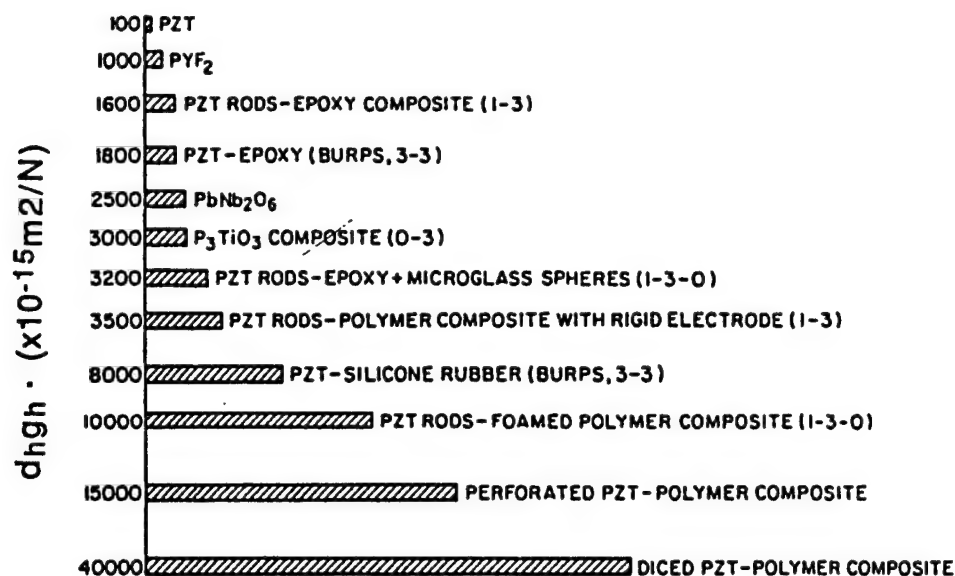 100 PZT
1000 PYF2
1600 PZT RODS-EPOXY COMPOSITE (1-3)
1800 PZT-EPOXY (BURPS, 3-3)
2500 PbNb2O6
3000 P3TiO3 COMPOSITE (0-3)
3200 PZT RODS-EPOXY+MICROGLASS SPHERES (1-3-0)
3500 PZT RODS-POLYMER COMPOSITE WITH RIGID ELECTRODE (1-3)
8000 PZT-SILICONE RUBBER (BURPS, 3-3)
10000 PZT RODS-FOAMED POLYMER COMPOSITE (1-3-0)
15000 PERFORATED PZT-POLYMER COMPOSITE
40000 DICED PZT-POLYMER COMPOSITE
dhgh · (x10-15m2/N)